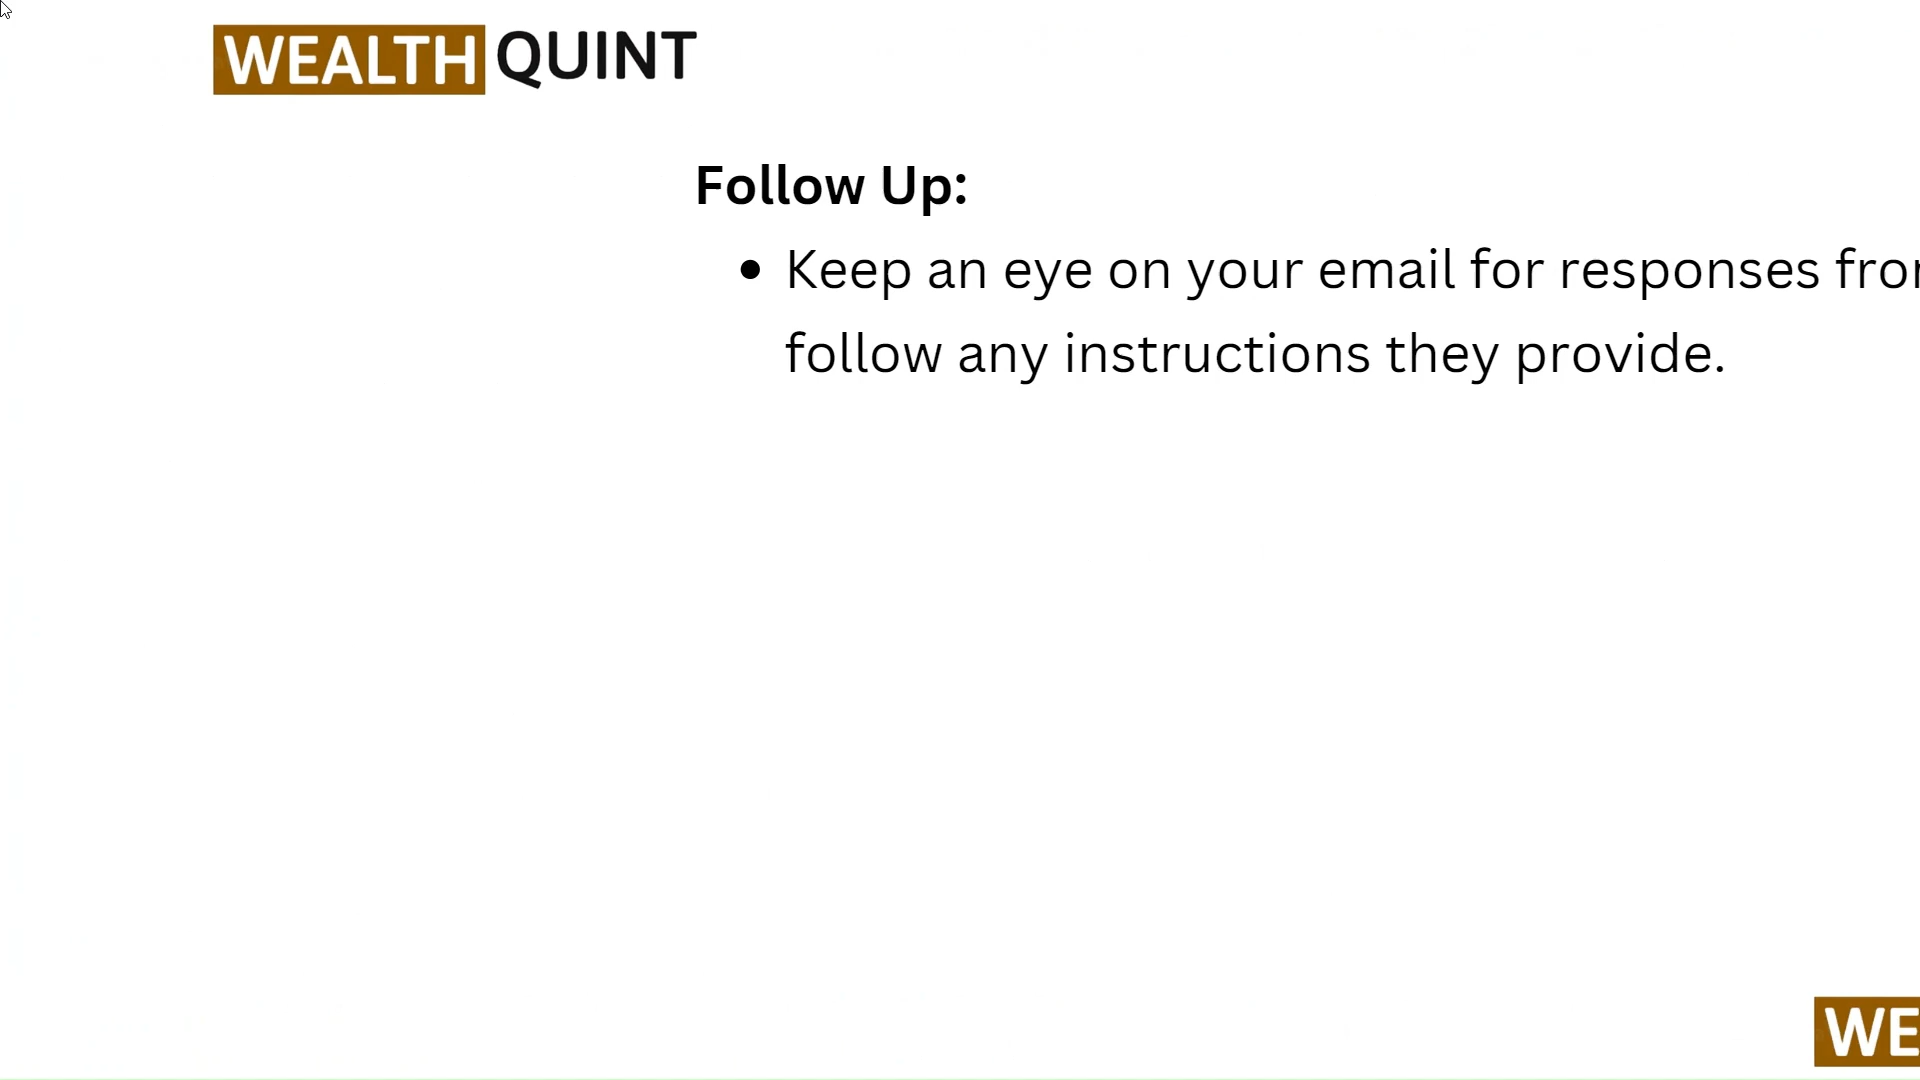 WEALTH QUINT
Follow Up:
• Keep an eye on your email for responses
follow any instructions they provide.